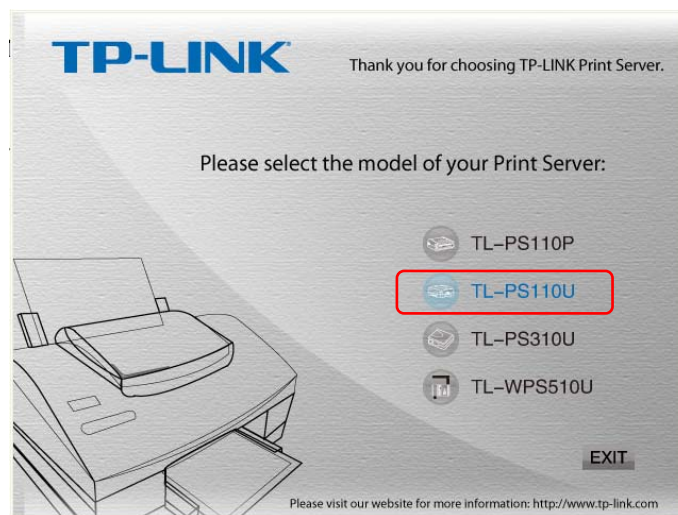 TP-LINK
Thank you for choosing TP-LINK Print Server.
Please select the model of your Print Server:
TL-PS110P
TL-PS110U
TL-PS310U
TL-WPS510U
EXIT
Please visit our website for more information: http://www.tp-link.com